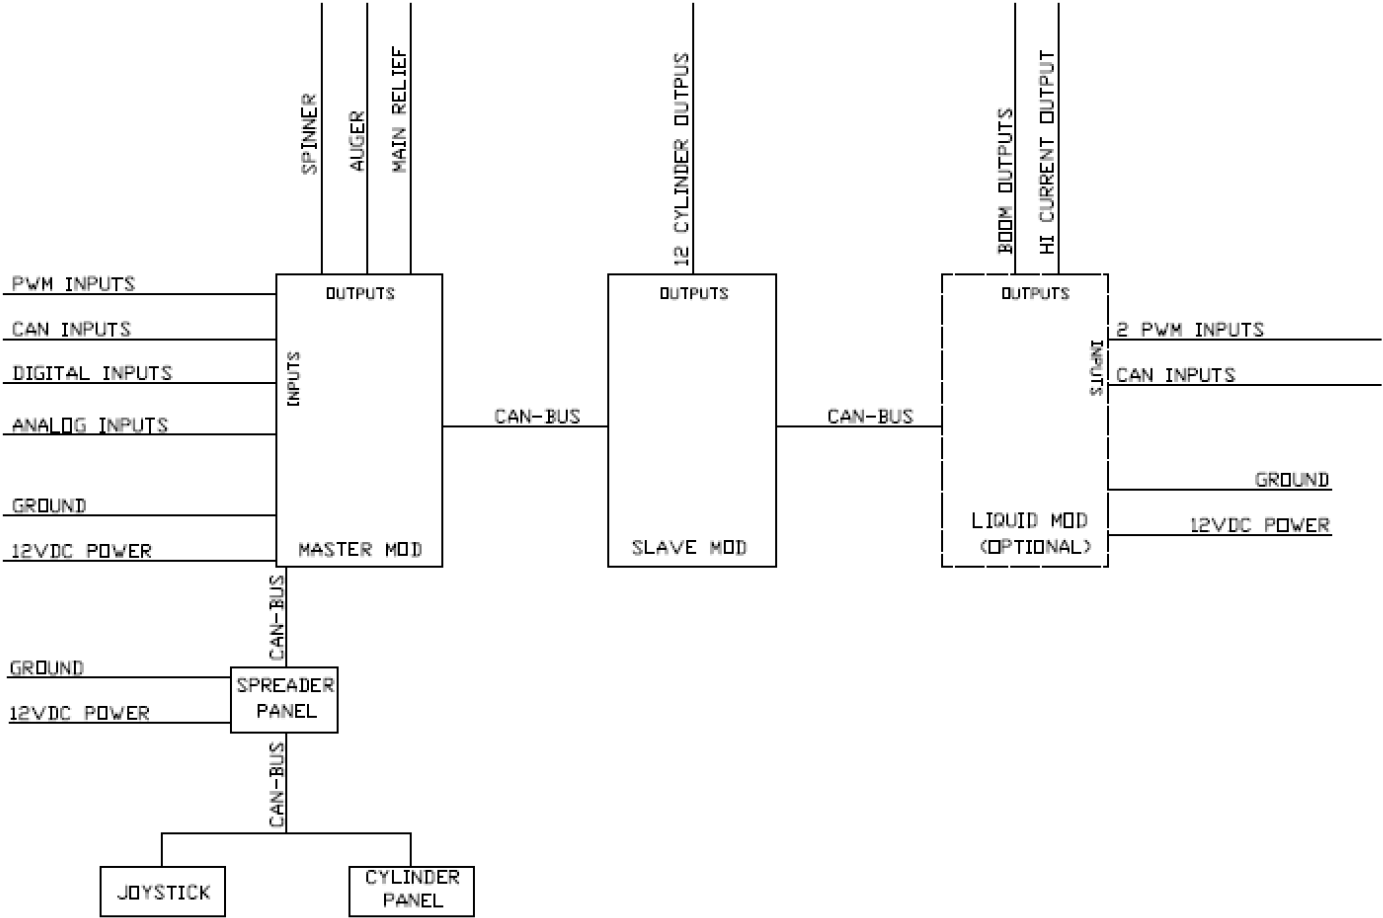 SPINNER
AUGER
MAIN RELIEF
12 CYLINDER OUTPUS
BOOM OUTPUTS
HI CURRENT OUTPUT
PWM INPUTS
CAN INPUTS
DIGITAL INPUTS
ANALOG INPUTS
GROUND
12VDC POWER
OUTPUTS
INPUTS
MASTER MOD
CAN-BUS
OUTPUTS
SLAVE MOD
CAN-BUS
OUTPUTS
INPUTS
LIQUID MOD
(OPTIONAL)
2 PWM INPUTS
CAN INPUTS
GROUND
12VDC POWER
CAN-BUS
GROUND
12VDC POWER
SPREADER
PANEL
CAN-BUS
JOYSTICK
CYLINDER
PANEL